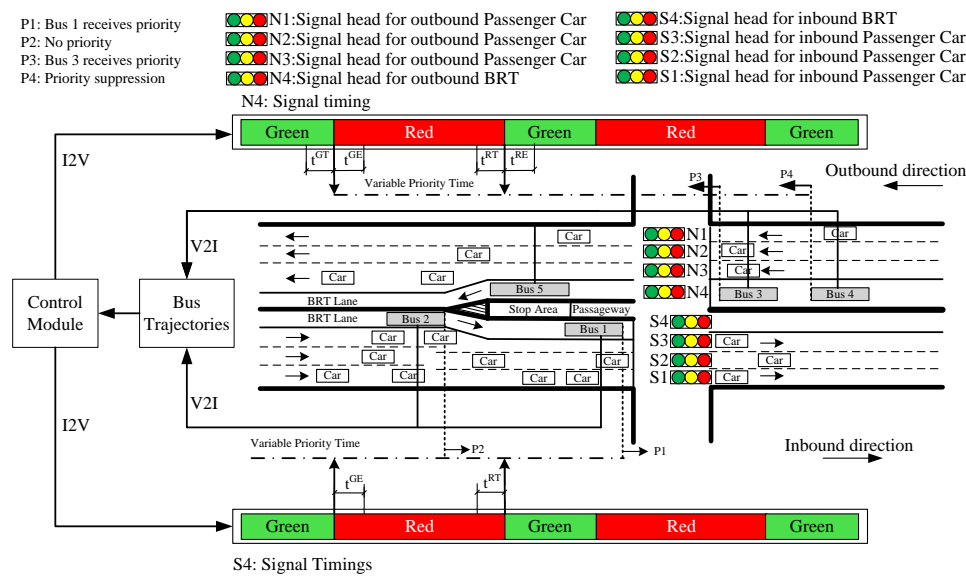 P1: Bus 1 receives priority
P2: No priority
P3: Bus 3 receives priority
P4: Priority suppression
N1:Signal head for outbound Passenger Car
N2:Signal head for outbound Passenger Car
N3:Signal head for outbound Passenger Car
N4:Signal head for outbound BRT
S4:Signal head for inbound BRT
S3:Signal head for inbound Passenger Car
S2:Signal head for inbound Passenger Car
S1:Signal head for inbound Passenger Car
N4: Signal timing
Green Red Green Red Green
I2V
t^GT t^GE t^RT t^RE
Variable Priority Time
P3 P4
Outbound direction
V2I
Car N1 Car
Car N2 Car
Car Car N3 Car
Bus 5 N4 Bus 3 Bus 4
BRT Lane
Control Module
Bus Trajectories
Stop Area Passageway
BRT Lane Bus 2 Bus 1 S4
Car Car S3 Car
Car Car Car S2 Car
Car Car Car Car S1 Car
V2I
I2V
Variable Priority Time
P2 P1
Inbound direction
t^GE t^RT
Green Red Green Red Green
S4: Signal Timings